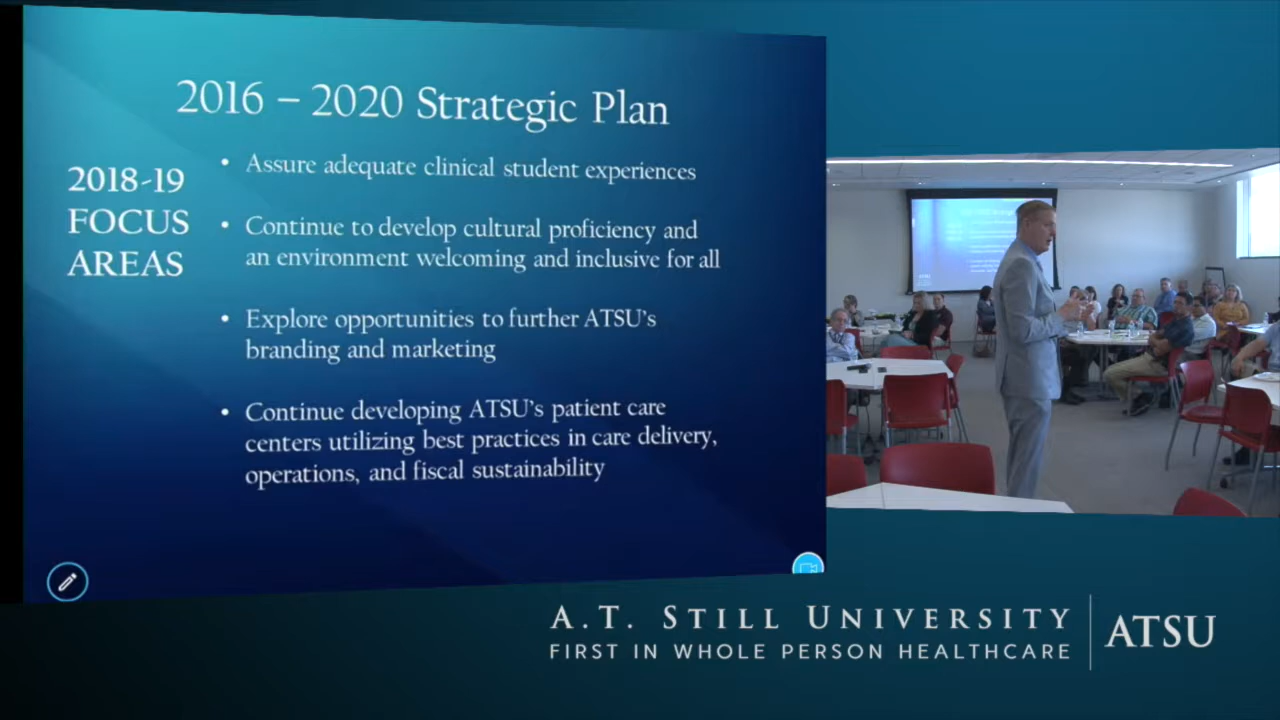 2016 – 2020 Strategic Plan
2018-19
FOCUS
AREAS
• Assure adequate clinical student experiences
• Continue to develop cultural proficiency and
an environment welcoming and inclusive for all
• Explore opportunities to further ATSU's
branding and marketing
• Continue developing ATSU's patient care
centers utilizing best practices in care delivery,
operations, and fiscal sustainability
A.T. STILL UNIVERSITY
FIRST IN WHOLE PERSON HEALTHCARE
ATSU